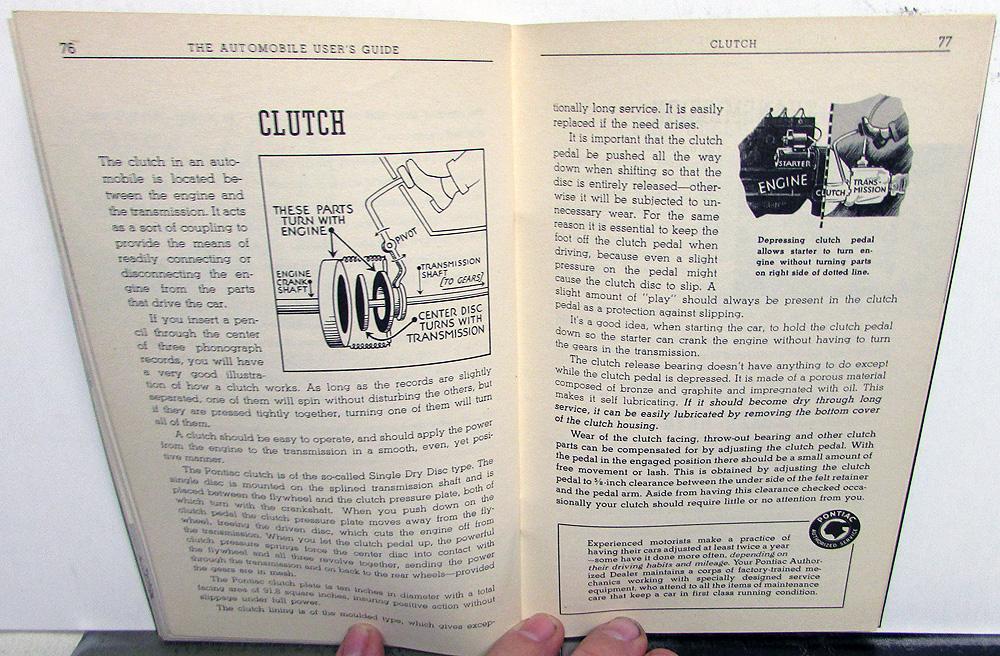 76
THE AUTOMOBILE USER'S GUIDE
CLUTCH
The clutch in an auto-
mobile is located be-
tween the engine and
the transmission. It acts
as a sort of coupling to
provide the means of
readily connecting or
disconnecting the en-
gine from the parts
that drive the car.
If you insert a pen-
cil through the center
of three phonograph
records, you will have
a very good illustra-
tion of how a clutch works. As long as the records are slightly
separated, one of them will spin without disturbing the others, but
if they are pressed tightly together, turning one of them will turn
all of them.
A clutch should be easy to operate, and should apply the power
from the engine to the transmission in a smooth, even, yet posi-
tive manner.
The Pontiac clutch is of the so-called Single Dry Disc type. The
single disc is mounted on the splined transmission shaft and is
placed between the flywheel and the clutch pressure plate, both of
which turn with the crankshaft. When you push down on the
clutch pedal the clutch pressure plate moves away from the fly-
wheel, freeing the driven disc, which cuts the engine off from
the transmission. When you let the clutch pedal up, the powerful
clutch pressure springs force the center disc into contact with
the flywheel and all three revolve together, sending the power
through the transmission and on back to the rear wheels—provided
the gears are in mesh.
The Pontiac clutch plate is ten inches in diameter with a total
facing area of 91.8 square inches, insuring positive action without
slippage under full power.
The clutch lining is of the moulded type, which gives excep-
THESE PARTS
TURN WITH
ENGINE
PIVOT
ENGINE
CRANK
SHAFT
TRANSMISSION
SHAFT
(TO GEARS)
CENTER DISC
TURNS WITH
TRANSMISSION
CLUTCH
77
tionally long service. It is easily
replaced if the need arises.
It is important that the clutch
pedal be pushed all the way
down when shifting so that the
disc is entirely released—other-
wise it will be subjected to un-
necessary wear. For the same
reason it is essential to keep the
foot off the clutch pedal when
driving, because even a slight
pressure on the pedal might
cause the clutch disc to slip. A
slight amount of "play" should always be present in the clutch
pedal as a protection against slipping.
It's a good idea, when starting the car, to hold the clutch pedal
down so the starter can crank the engine without having to turn
the gears in the transmission.
The clutch release bearing doesn't have anything to do except
while the clutch pedal is depressed. It is made of a porous material
composed of bronze and graphite and impregnated with oil. This
makes it self lubricating. If it should become dry through long
service, it can be easily lubricated by removing the bottom cover
of the clutch housing.
Wear of the clutch facing, throw-out bearing and other clutch
parts can be compensated for by adjusting the clutch pedal. With
the pedal in the engaged position there should be a small amount of
free movement or lash. This is obtained by adjusting the clutch
pedal to -inch clearance between the under side of the felt retainer
and the pedal arm. Aside from having this clearance checked occa-
sionally your clutch should require little or no attention from you.
STARTER
ENGINE
CLUTCH
TRANS-
MISSION
Depressing clutch pedal
allows starter to turn en-
gine without turning parts
on right side of dotted line.
PONTIAC
AUTHORIZED SERVICE
Experienced motorists make a practice of
having their cars adjusted at least twice a year
—some have it done more often, depending on
their driving habits and mileage. Your Pontiac Author-
ized Dealer maintains a corps of factory-trained me-
chanics working with specially designed service
equipment, who attend to all the items of maintenance
care that keep a car in first class running condition.